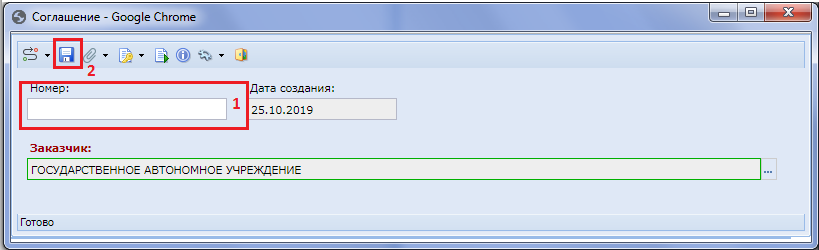 Соглашение - Google Chrome
2
Номер:
1
Дата создания:
25.10.2019
Заказчик:
ГОСУДАРСТВЕННОЕ АВТОНОМНОЕ УЧРЕЖДЕНИЕ
...
Готово